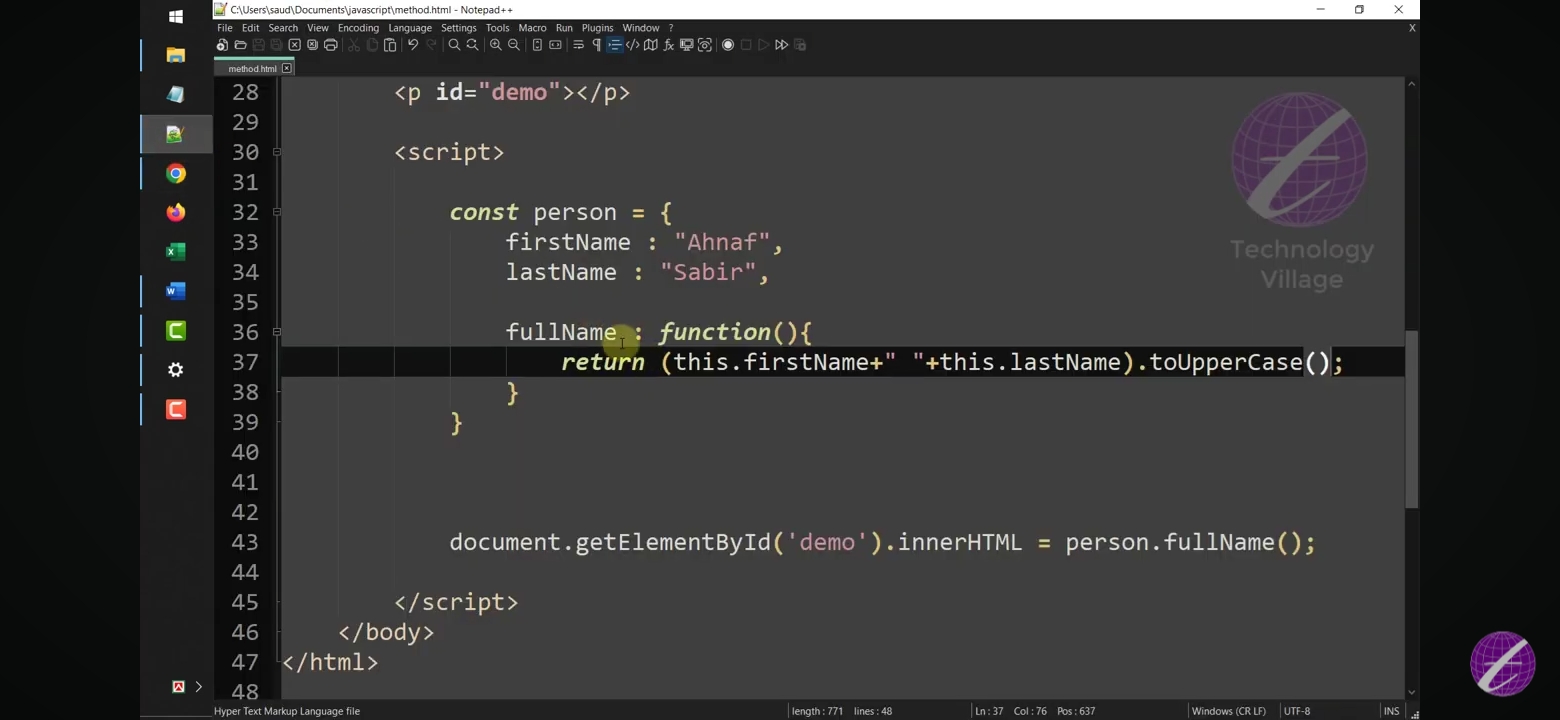 C:\Users\saud\Documents\javascript\method.html - Notepad++
File Edit Search View Encoding Language Settings Tools Macro Run Plugins Window ? X
method.html
28 <p id="demo"></p>
29
30 <script>
31
32 const person = {
33 firstName : "Ahnaf",
34 lastName : "Sabir",
35
36 fullName : function(){
37 return (this.firstName+" "+this.lastName).toUpperCase();
38 }
39 }
40
41
42
43 document.getElementById('demo').innerHTML = person.fullName();
44
45 </script>
46 </body>
47 </html>
48
Technology
Village
Hyper Text Markup Language file length : 771 lines : 48 Ln : 37 Col : 76 Pos : 637 Windows (CR LF) UTF-8 INS